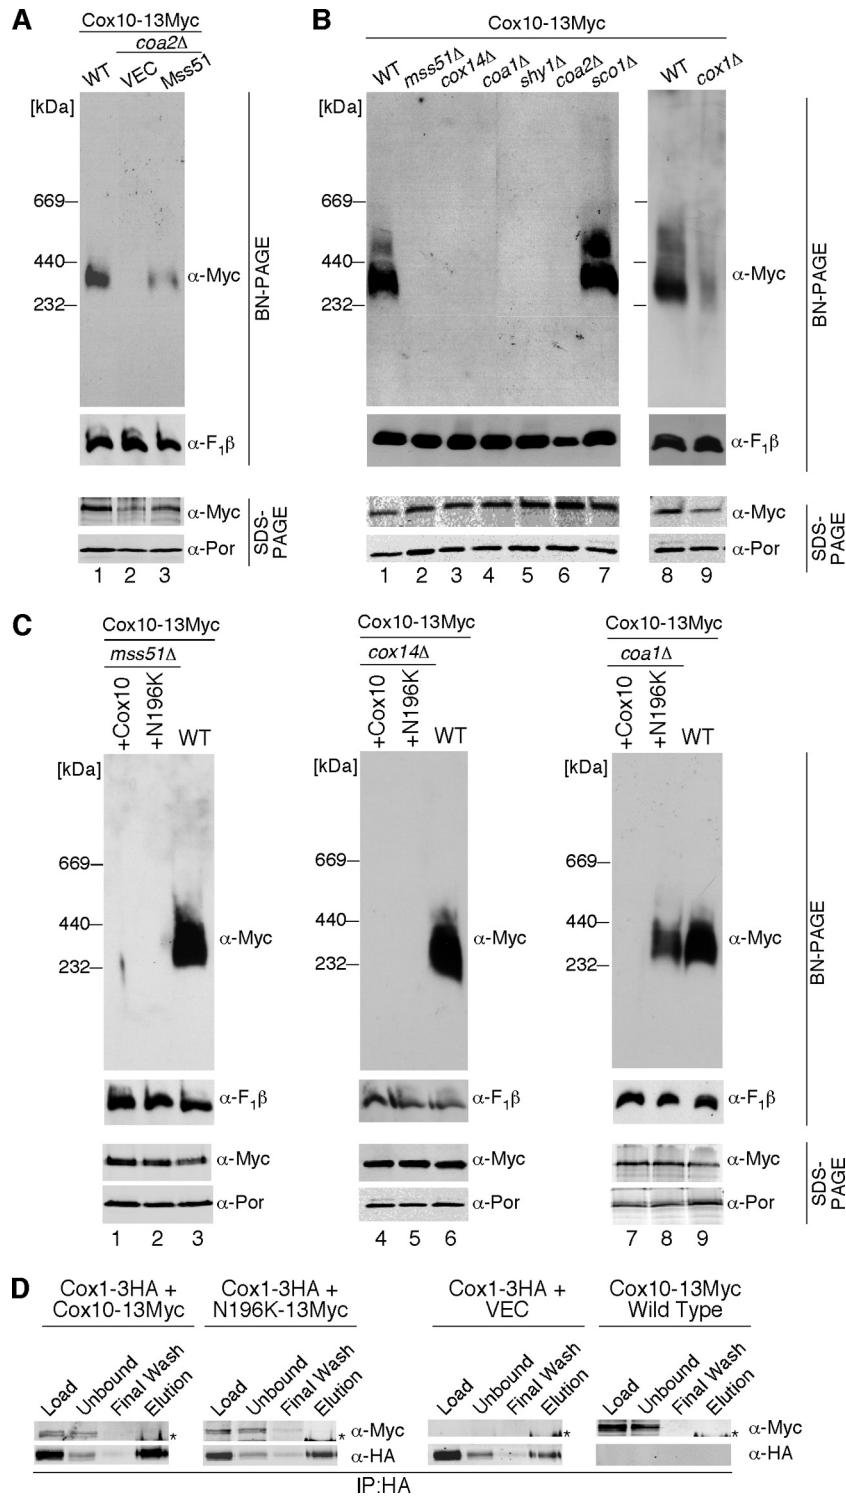 A
Cox10-13Myc
coa2Δ
WT VEC Mss51
[kDa]
669
440
232
α-Myc
BN-PAGE
α-F1β
α-Myc
α-Por
SDS-
PAGE
1 2 3
B
Cox10-13Myc
WT mss51Δ cox14Δ coa1Δ shy1Δ coa2Δ sco1Δ WT cox1Δ
[kDa]
669
440
232
α-Myc
BN-PAGE
α-F1β
α-Myc
α-Por
SDS-
PAGE
1 2 3 4 5 6 7 8 9
C
Cox10-13Myc
mss51Δ
+Cox10 +N196K WT
[kDa]
669
440
232
α-Myc
α-F1β
α-Myc
α-Por
1 2 3
Cox10-13Myc
cox14Δ
+Cox10 +N196K WT
[kDa]
669
440
232
α-Myc
α-F1β
α-Myc
α-Por
4 5 6
Cox10-13Myc
coa1Δ
+Cox10 +N196K WT
[kDa]
669
440
232
α-Myc
BN-PAGE
α-F1β
α-Myc
α-Por
SDS-
PAGE
7 8 9
D
Cox1-3HA +
Cox10-13Myc
Load Unbound Final Wash Elution
*
Cox1-3HA +
N196K-13Myc
Load Unbound Final Wash Elution
* α-Myc
α-HA
Cox1-3HA +
VEC
Load Unbound Final Wash Elution
*
Cox10-13Myc
Wild Type
Load Unbound Final Wash Elution
* α-Myc
α-HA
IP:HA